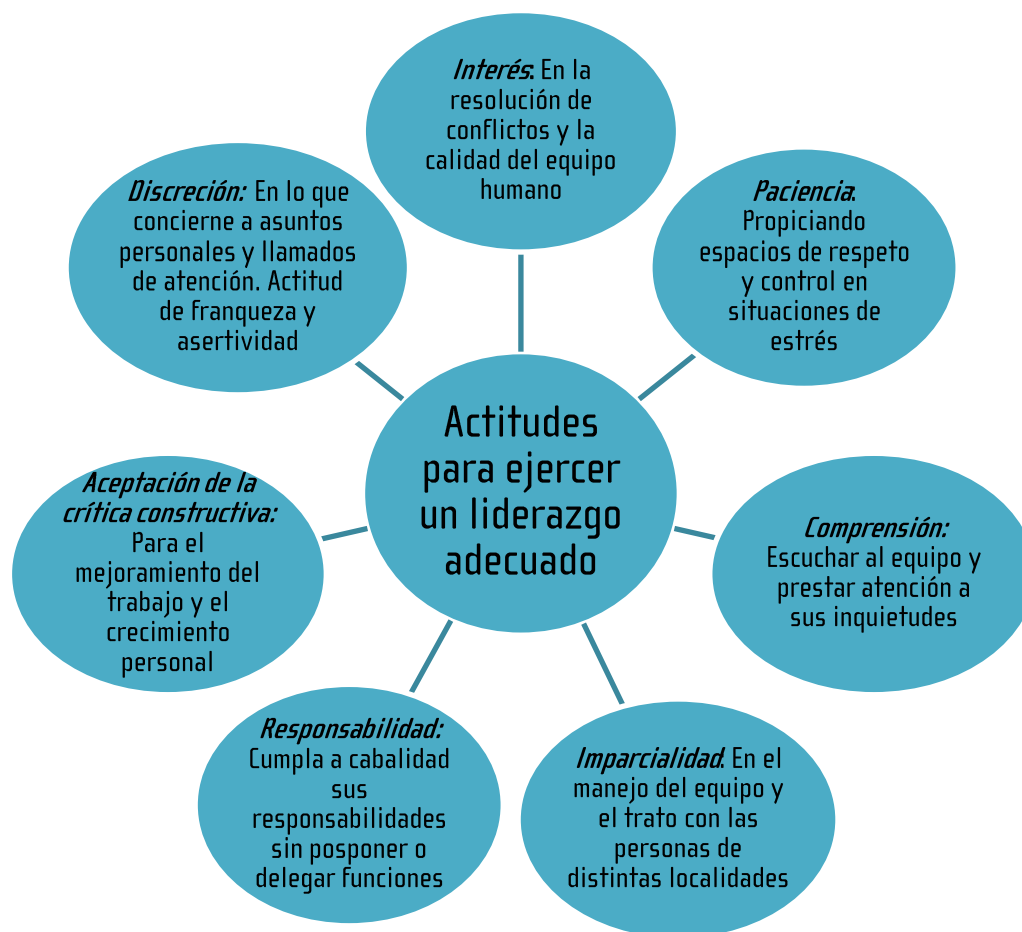 Interés: En la
resolución de
conflictos y la
calidad del equipo
humano
Paciencia:
Propiciando
espacios de respeto
y control en
situaciones de
estrés
Comprensión:
Escuchar al equipo y
prestar atención a
sus inquietudes
Imparcialidad: En el
manejo del equipo y
el trato con las
personas de
distintas localidades
Responsabilidad:
Cumpla a cabalidad
sus
responsabilidades
sin posponer o
delegar funciones
Aceptación de la
crítica constructiva:
Para el
mejoramiento del
trabajo y el
crecimiento
personal
Discreción: En lo que
concierne a asuntos
personales y llamados
de atención. Actitud
de franqueza y
asertividad
Actitudes
para ejercer
un liderazgo
adecuado